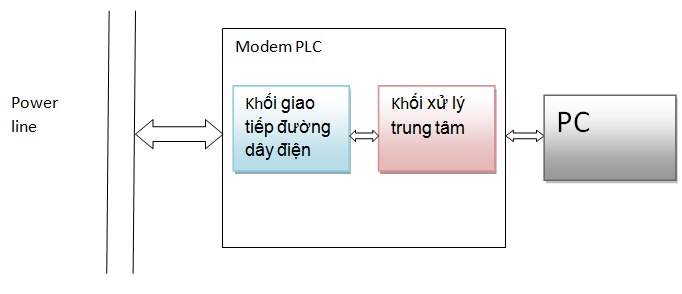 Modem PLC
Power
line
Khối giao
tiếp đường
dây điện
Khối xử lý
trung tâm
PC